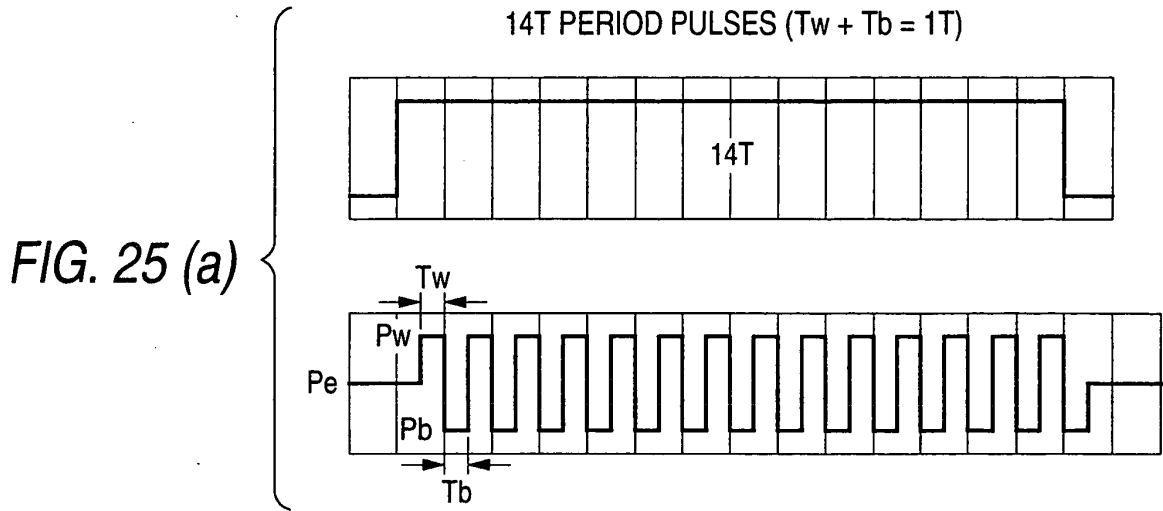 14T PERIOD PULSES (Tw + Tb = 1T)
14T
FIG. 25 (a)
Tw
Pw
Pe
Pb
Tb